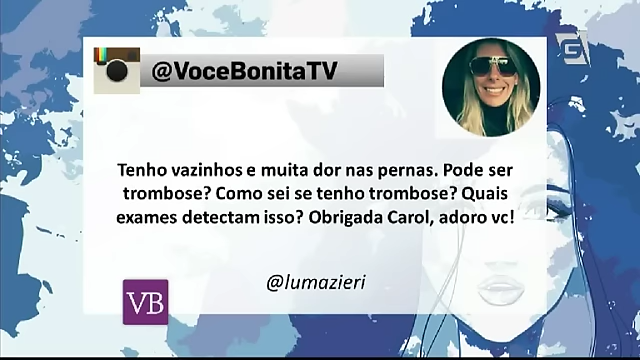 @VoceBonitaTV
G
Tenho vazinhos e muita dor nas pernas. Pode ser
trombose? Como sei se tenho trombose? Quais
exames detectam isso? Obrigada Carol, adoro vc!
@lumazieri
VB